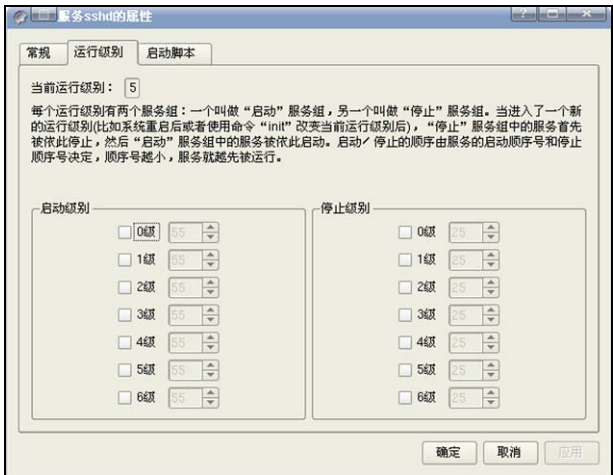 服务sshd的属性
常规 运行级别 启动脚本
当前运行级别： 5
每个运行级别有两个服务组：一个叫做“启动”服务组，另一个叫做“停止”服务组。当进入了一个新
的运行级别(比如系统重启后或者使用命令“init”改变当前运行级别后)，“停止”服务组中的服务首先
被依此停止，然后“启动”服务组中的服务被依此启动。启动／停止的顺序由服务的启动顺序号和停止
顺序号决定，顺序号越小，服务就越先被运行。
启动级别 停止级别
0级 55 0级 25
1级 55 1级 25
2级 55 2级 25
3级 55 3级 25
4级 55 4级 25
5级 55 5级 25
6级 55 6级 25
确定 取消 应用